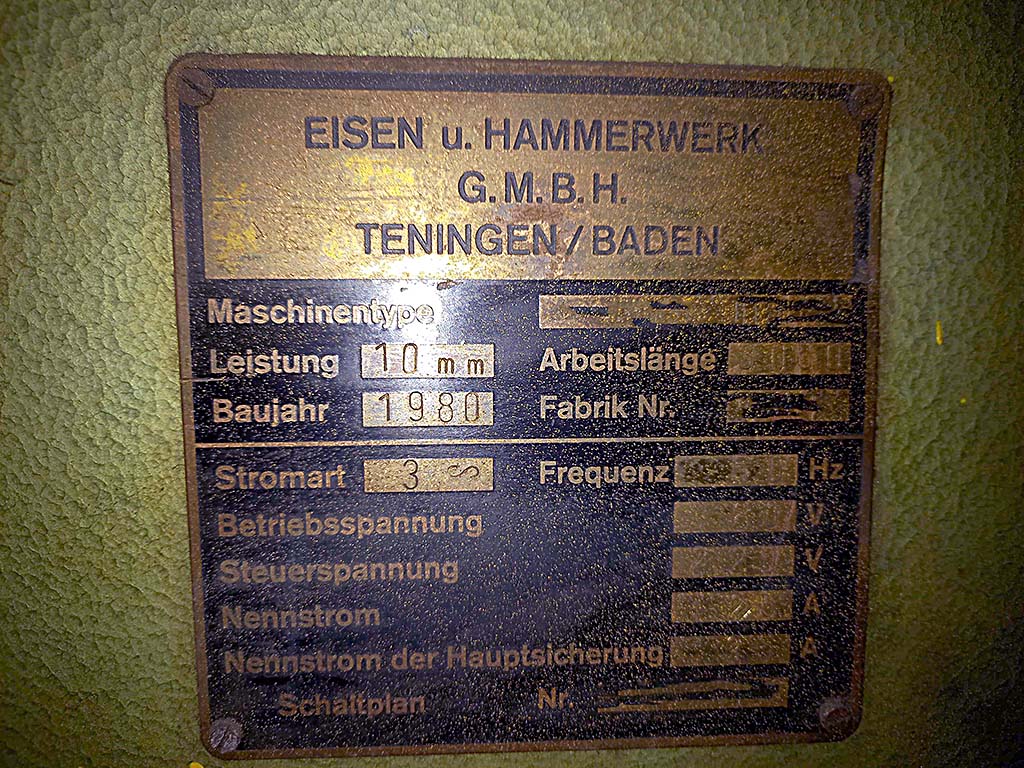 EISEN u. HAMMERWERK
G.M.B.H.
TENINGEN/BADEN
Maschinentype
Leistung 10 mm Arbeitslänge
Baujahr 1980 Fabrik Nr.
Stromart 3 ∞ Frequenz Hz
Betriebsspannung V
Steuerspannung V
Nennstrom A
Nennstrom der Hauptsicherung A
Schaltplan Nr.